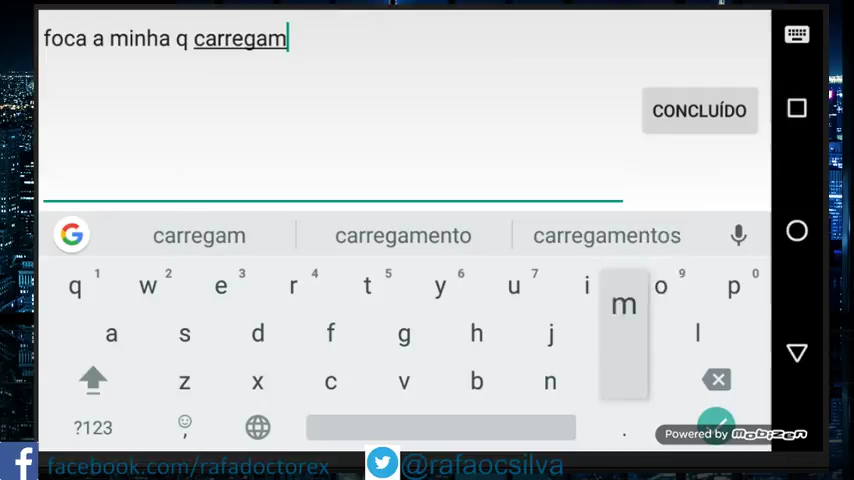 foca a minha q carregam
CONCLUÍDO
carregam carregamento carregamentos
q 1 w 2 e 3 r 4 t 5 y 6 u 7 i o 9 p 0
a s d f g h j l
z x c v b n m
?123 , .
Powered by mobizen
facebook.com/rafadoctorex @rafaocsilva